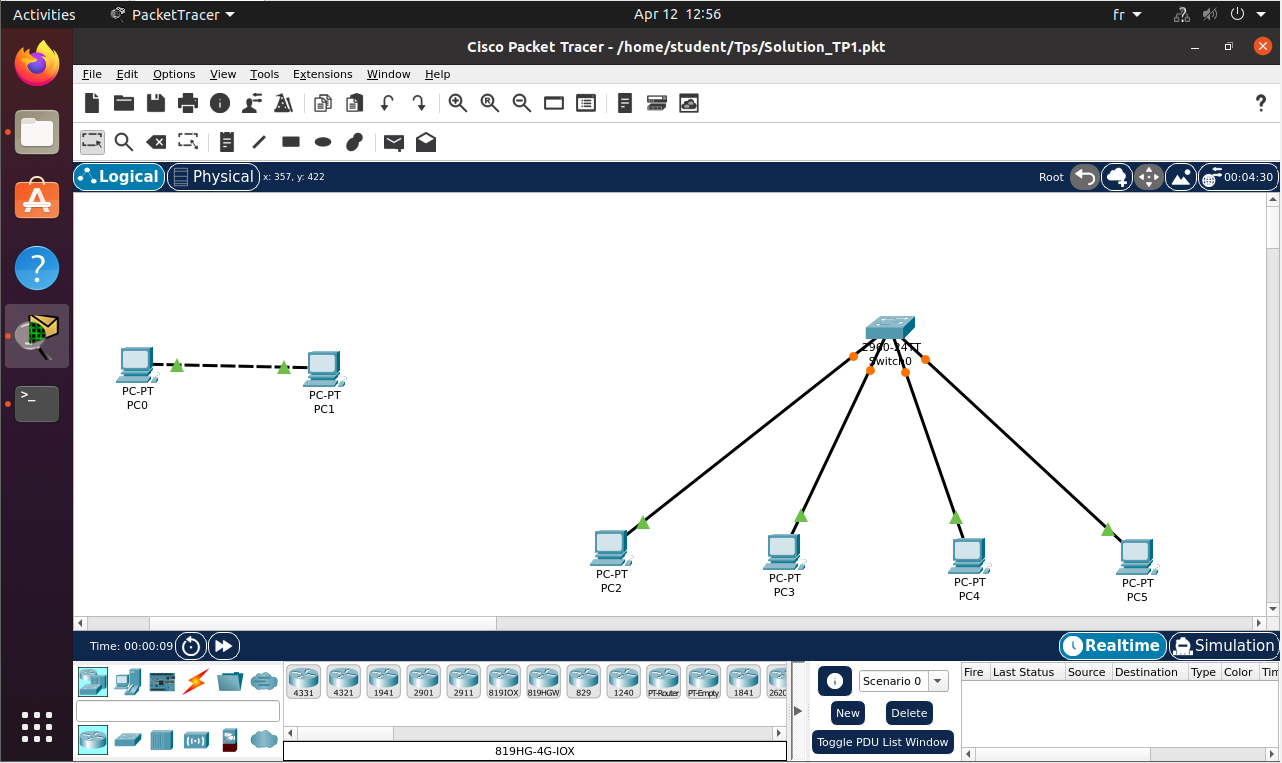 Activities PacketTracer Apr 12 12:56 fr
Cisco Packet Tracer - /home/student/Tps/Solution_TP1.pkt
File Edit Options View Tools Extensions Window Help
?
Logical Physical x: 357, y: 422 Root 00:04:30
2960-24TT
Switch0
PC-PT
PC0
PC-PT
PC1
PC-PT
PC2
PC-PT
PC3
PC-PT
PC4
PC-PT
PC5
Time: 00:00:09 Realtime Simulation
4331 4321 1941 2901 2911 819IOX 819HGW 829 1240 PT-Router PT-Empty 1841 2620
Scenario 0
New Delete
Toggle PDU List Window
Fire Last Status Source Destination Type Color Tim
819HG-4G-IOX